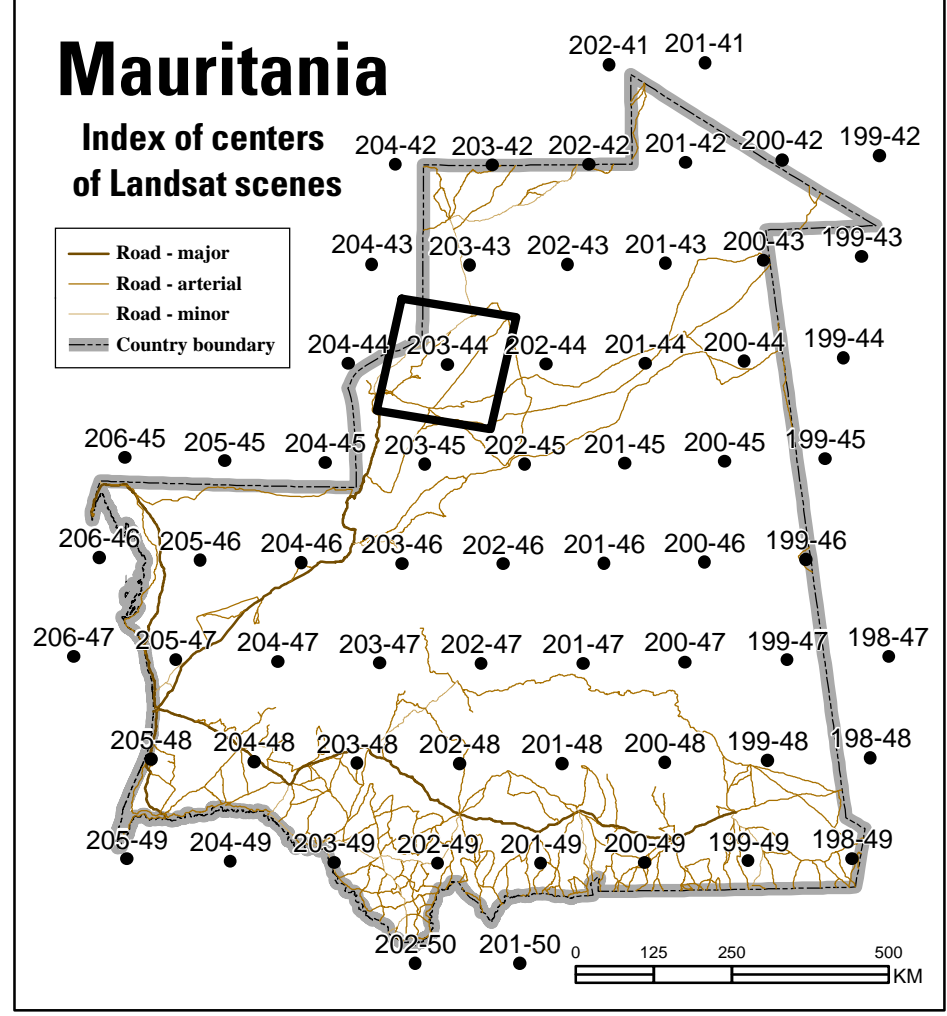 Mauritania
Index of centers
of Landsat scenes
Road - major
Road - arterial
Road - minor
Country boundary
202-41 201-41
204-42 203-42 202-42 201-42 200-42 199-42
204-43 203-43 202-43 201-43 200-43 199-43
204-44 203-44 202-44 201-44 200-44 199-44
206-45 205-45 204-45 203-45 202-45 201-45 200-45 199-45
206-46 205-46 204-46 203-46 202-46 201-46 200-46 199-46
206-47 205-47 204-47 203-47 202-47 201-47 200-47 199-47 198-47
205-48 204-48 203-48 202-48 201-48 200-48 199-48 198-48
205-49 204-49 203-49 202-49 201-49 200-49 199-49 198-49
202-50 201-50
0 125 250 500
KM